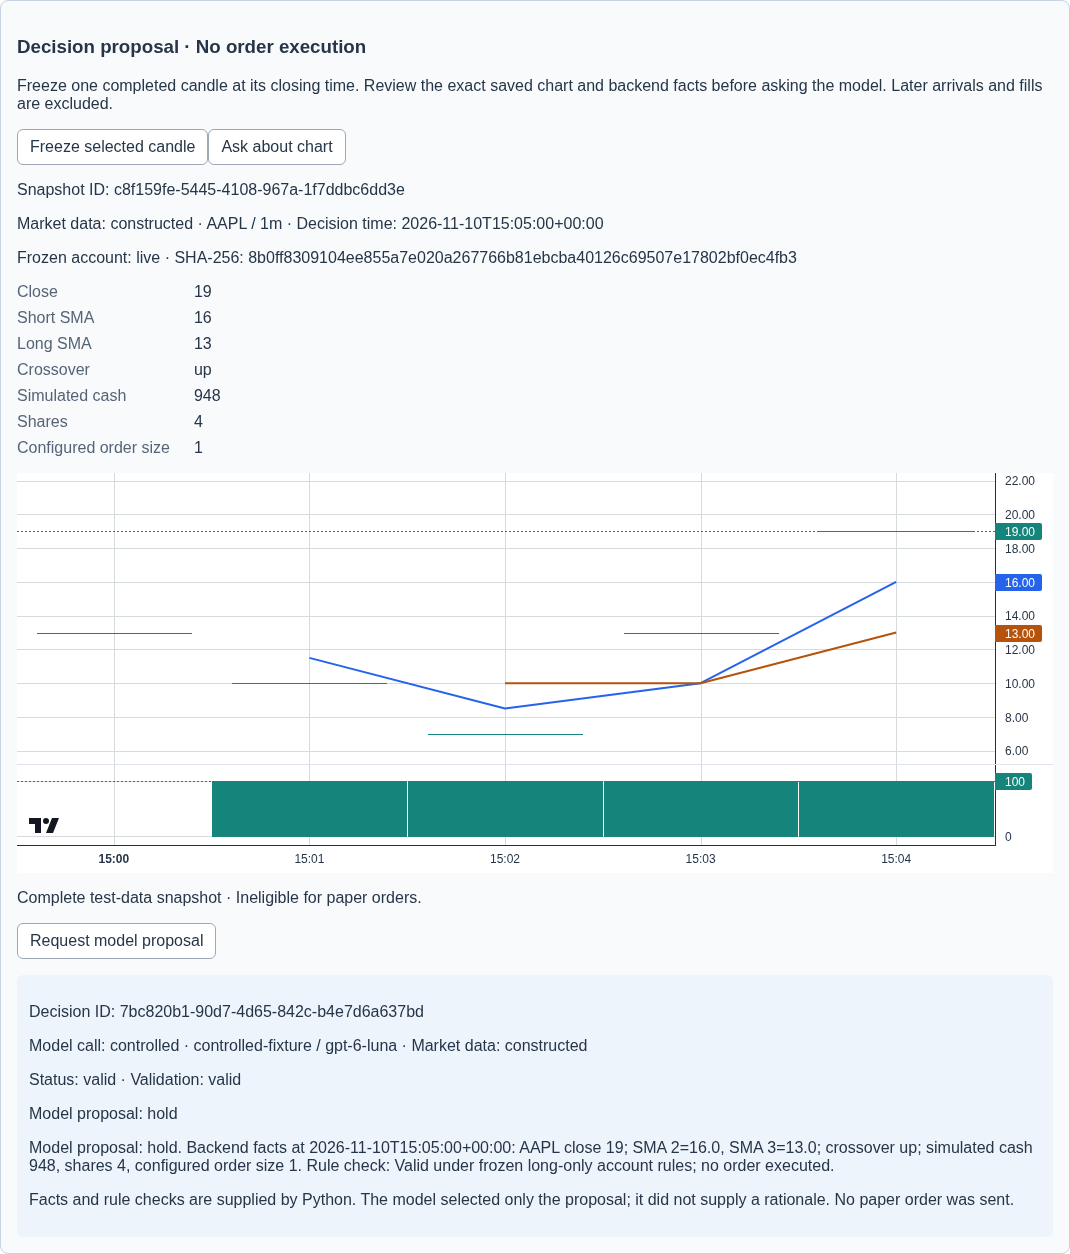 Decision proposal · No order execution
Freeze one completed candle at its closing time. Review the exact saved chart and backend facts before asking the model. Later arrivals and fills
are excluded.
Freeze selected candle Ask about chart
Snapshot ID: c8f159fe-5445-4108-967a-1f7ddbc6dd3e
Market data: constructed · AAPL / 1m · Decision time: 2026-11-10T15:05:00+00:00
Frozen account: live · SHA-256: 8b0ff8309104ee855a7e020a267766b81ebcba40126c69507e17802bf0ec4fb3
Close 19
Short SMA 16
Long SMA 13
Crossover up
Simulated cash 948
Shares 4
Configured order size 1
22.00
20.00
19.00
18.00
16.00
14.00
13.00
12.00
10.00
8.00
6.00
100
0
15:00 15:01 15:02 15:03 15:04
Complete test-data snapshot · Ineligible for paper orders.
Request model proposal
Decision ID: 7bc820b1-90d7-4d65-842c-b4e7d6a637bd
Model call: controlled · controlled-fixture / gpt-6-luna · Market data: constructed
Status: valid · Validation: valid
Model proposal: hold
Model proposal: hold. Backend facts at 2026-11-10T15:05:00+00:00: AAPL close 19; SMA 2=16.0, SMA 3=13.0; crossover up; simulated cash
948, shares 4, configured order size 1. Rule check: Valid under frozen long-only account rules; no order executed.
Facts and rule checks are supplied by Python. The model selected only the proposal; it did not supply a rationale. No paper order was sent.